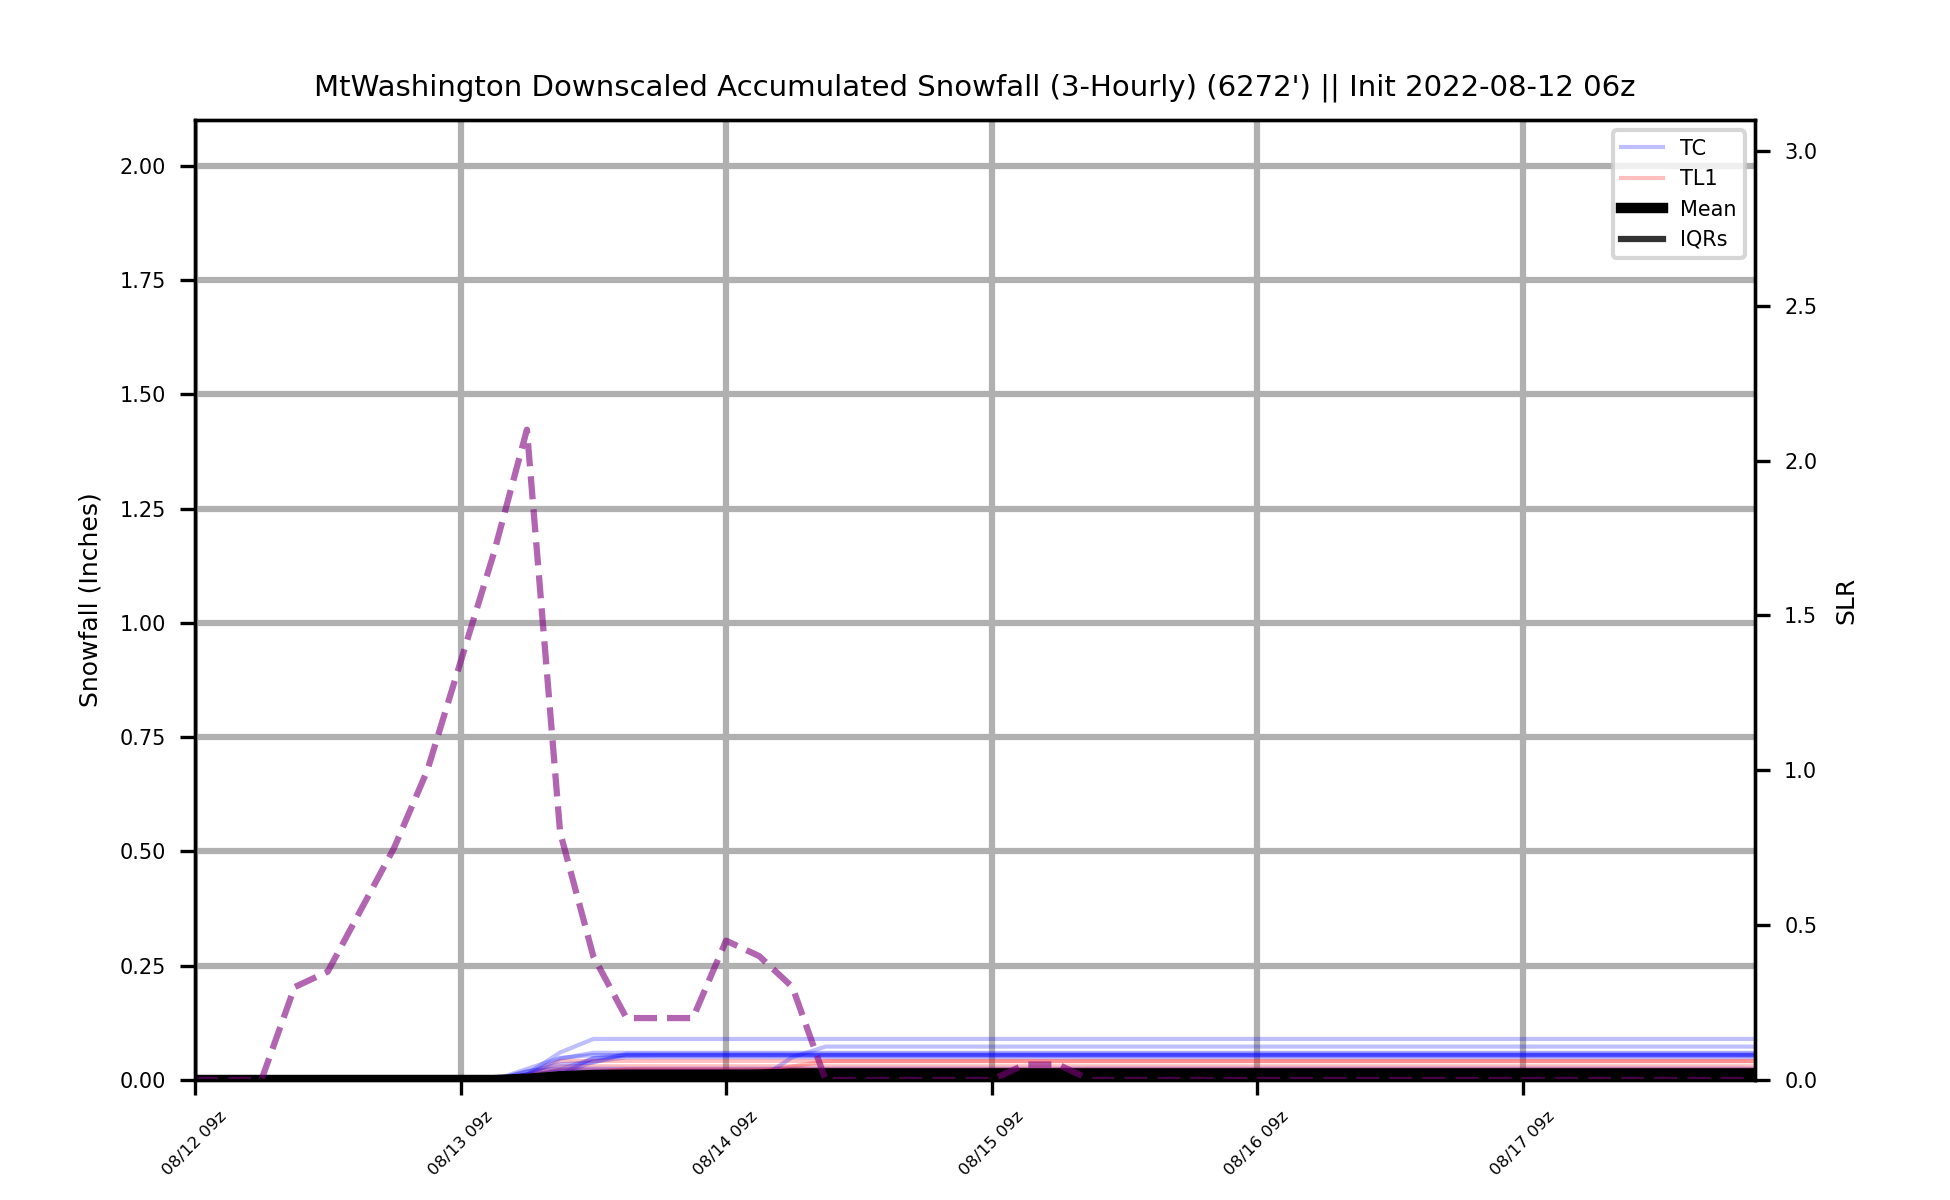 MtWashington Downscaled Accumulated Snowfall (3-Hourly) (6272') || Init 2022-08-12 06z
TC
TL1
Mean
IQRs
2.00
1.75
1.50
1.25
1.00
0.75
0.50
0.25
0.00
Snowfall (Inches)
3.0
2.5
2.0
1.5
1.0
0.5
0.0
SLR
08/12 09z
08/13 09z
08/14 09z
08/15 09z
08/16 09z
08/17 09z